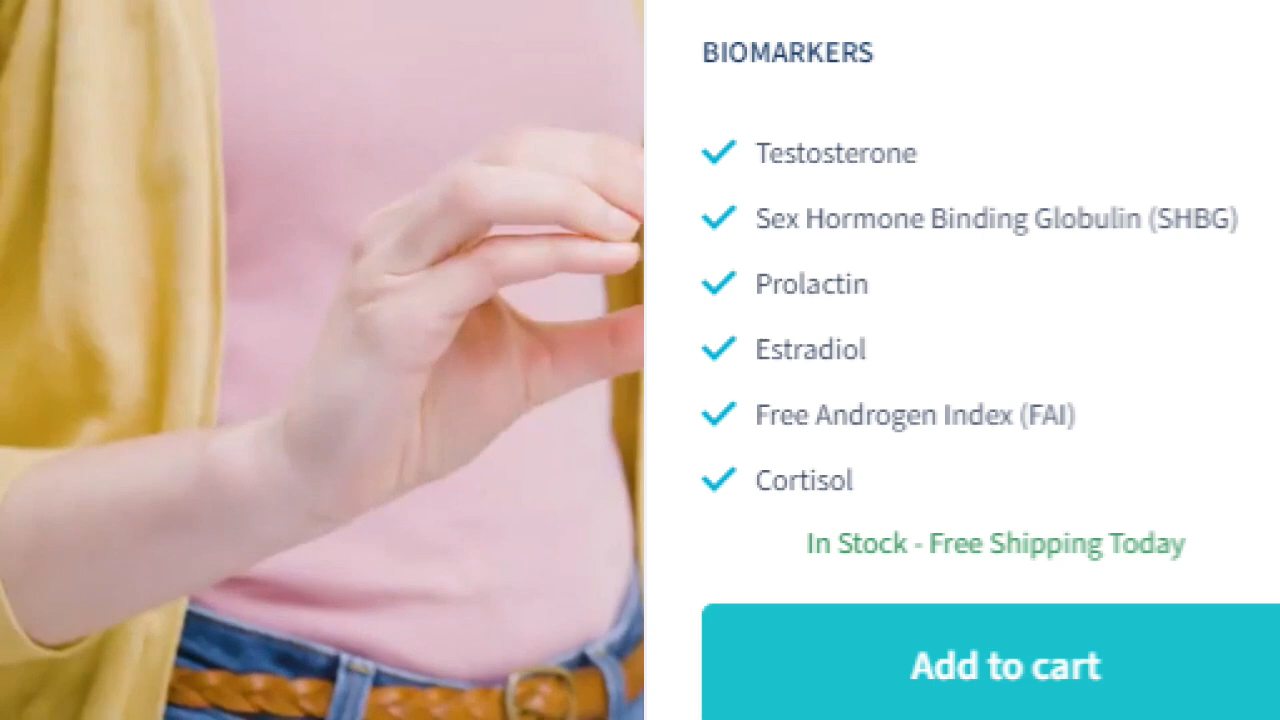 BIOMARKERS
Testosterone
Sex Hormone Binding Globulin (SHBG)
Prolactin
Estradiol
Free Androgen Index (FAI)
Cortisol
In Stock - Free Shipping Today
Add to cart